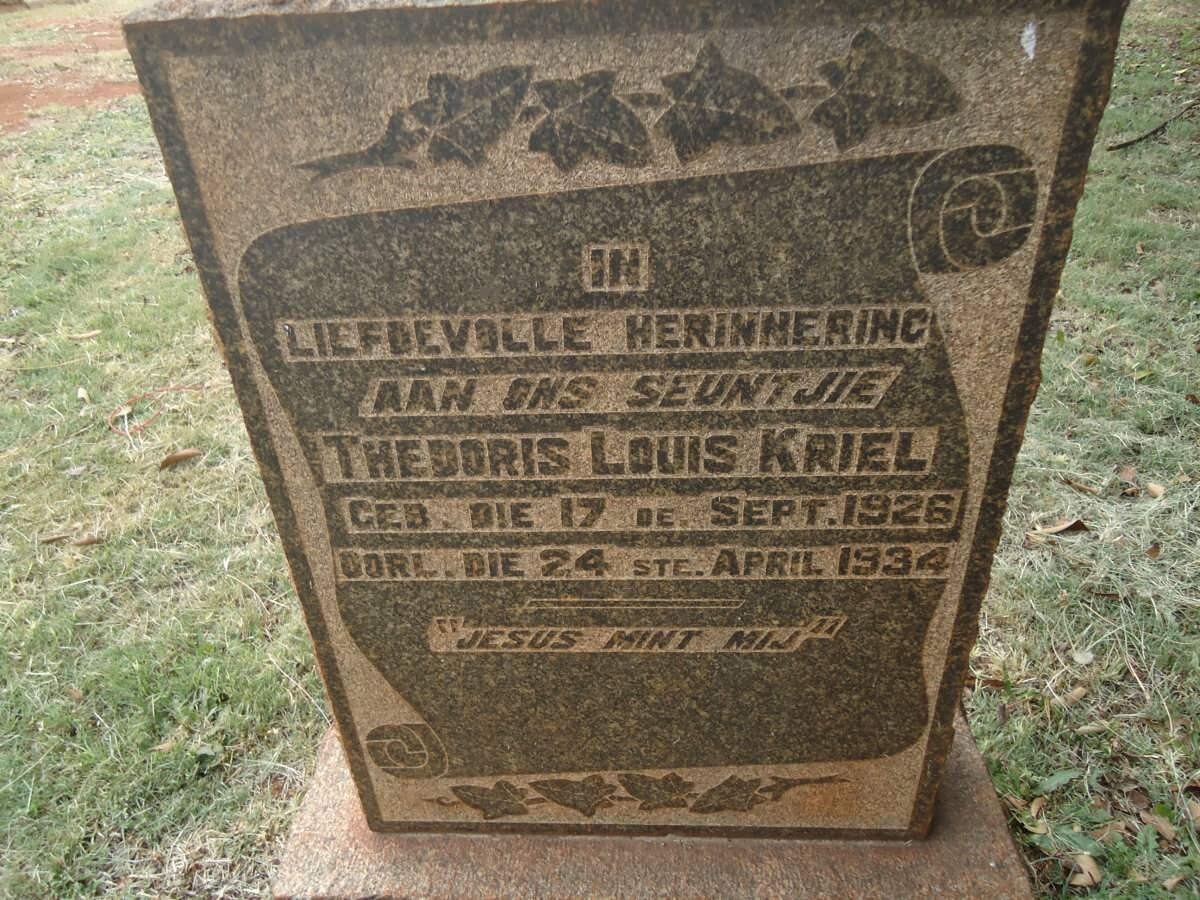 IN
LIEFDEVOLLE HERINNERING
AAN ONS SEUNTJIE
THEDORIS LOUIS KRIEL
GEB. DIE 17 DE. SEPT. 1926
OORL. DIE 24 STE. APRIL 1934
"JESUS MINT MIJ"